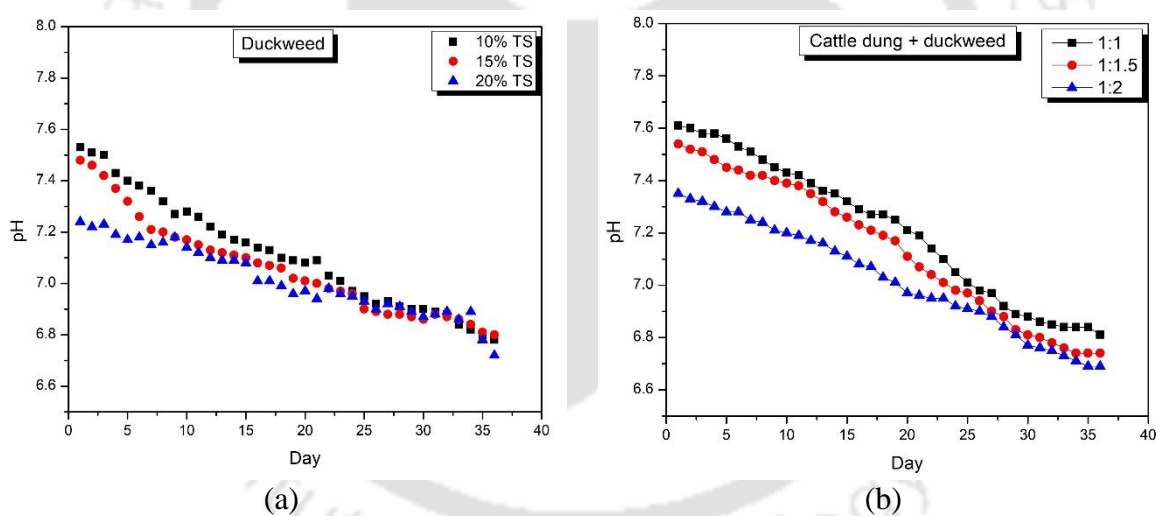 Duckweed
10% TS
15% TS
20% TS
8.0
7.8
7.6
7.4
7.2
7.0
6.8
6.6
pH
0 5 10 15 20 25 30 35 40
Day
(a)
Cattle dung + duckweed
1:1
1:1.5
1:2
8.0
7.8
7.6
7.4
7.2
7.0
6.8
6.6
pH
0 5 10 15 20 25 30 35 40
Day
(b)